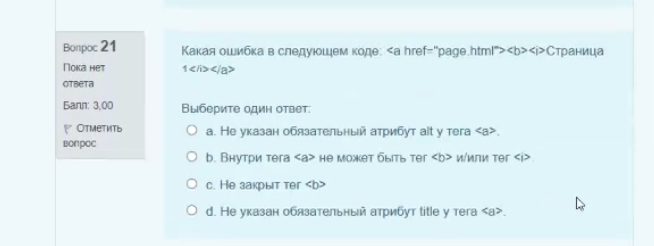 Вопрос 21
Пока нет
ответа
Балл: 3,00
Отметить
вопрос
Какая ошибка в следующем коде: <a href="page.html"><b><i>Страница
1</i></a>
Выберите один ответ:
a. Не указан обязательный атрибут alt у тега <a>.
b. Внутри тега <a> не может быть тег <b> и/или тег <i>
c. Не закрыт тег <b>
d. Не указан обязательный атрибут title у тега <a>.